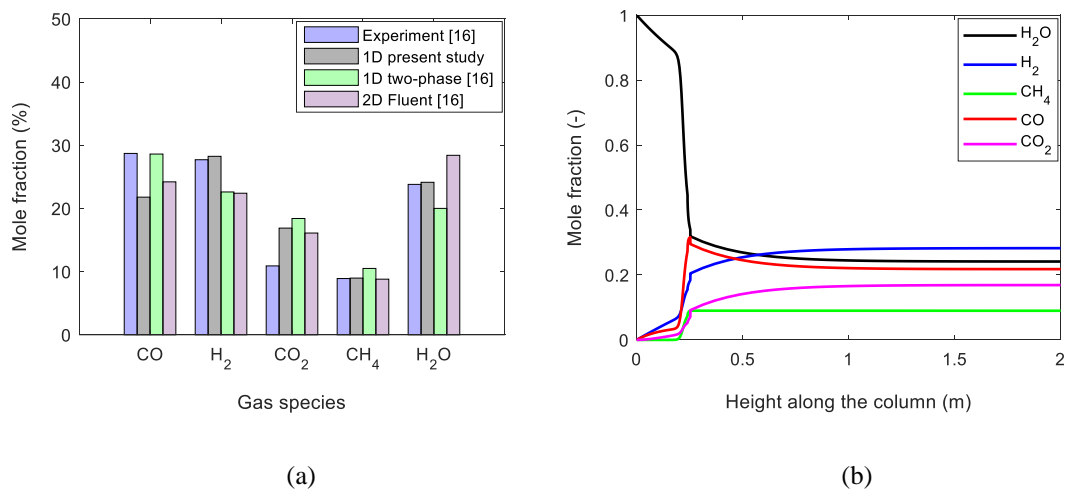 50
40
30
20
10
0
Mole fraction (%)
Experiment [16]
1D present study
1D two-phase [16]
2D Fluent [16]
CO
H2
CO2
CH4
H2O
Gas species
(a)
1
0.8
0.6
0.4
0.2
0
Mole fraction (-)
H2O
H2
CH4
CO
CO2
0
0.5
1
1.5
2
Height along the column (m)
(b)